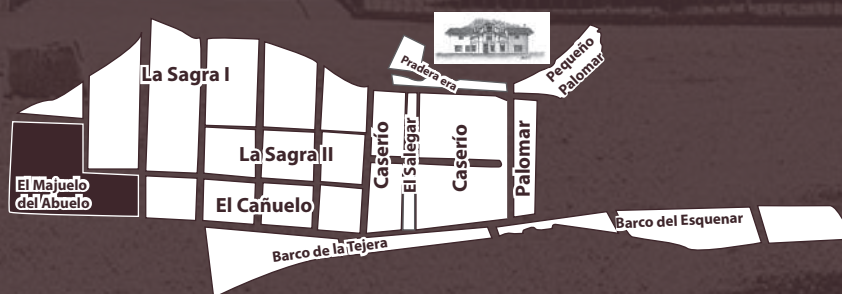 La Sagra I
Pradera era
Pequeño
Palomar
La Sagra II
Caserío
El Salegar
Caserío
Palomar
El Majuelo
del Abuelo
El Cañuelo
Barco de la Tejera
Barco del Esquenar